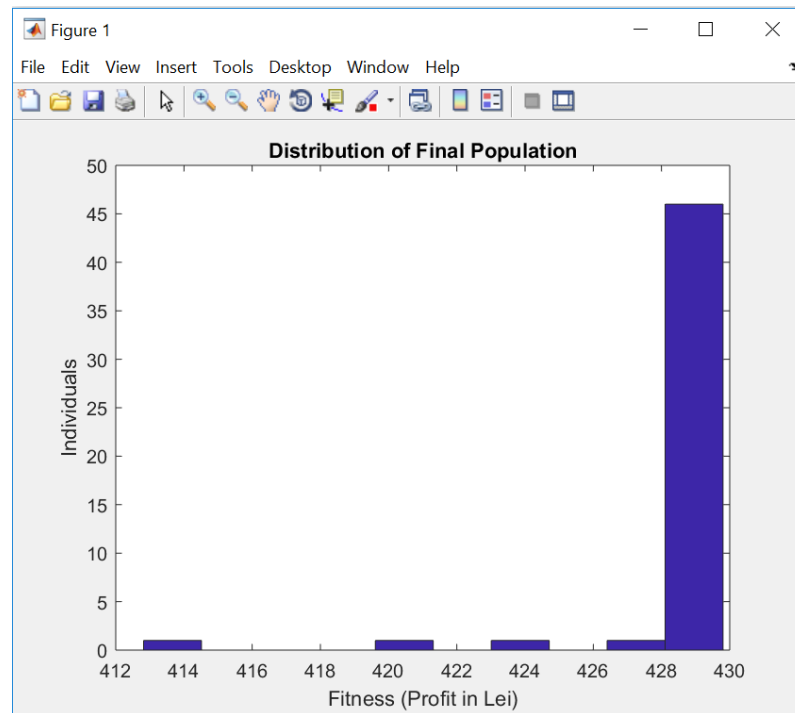 Figure 1
File Edit View Insert Tools Desktop Window Help
Distribution of Final Population
50
45
40
35
30
25
20
15
10
5
0
Individuals
412 414 416 418 420 422 424 426 428 430
Fitness (Profit in Lei)